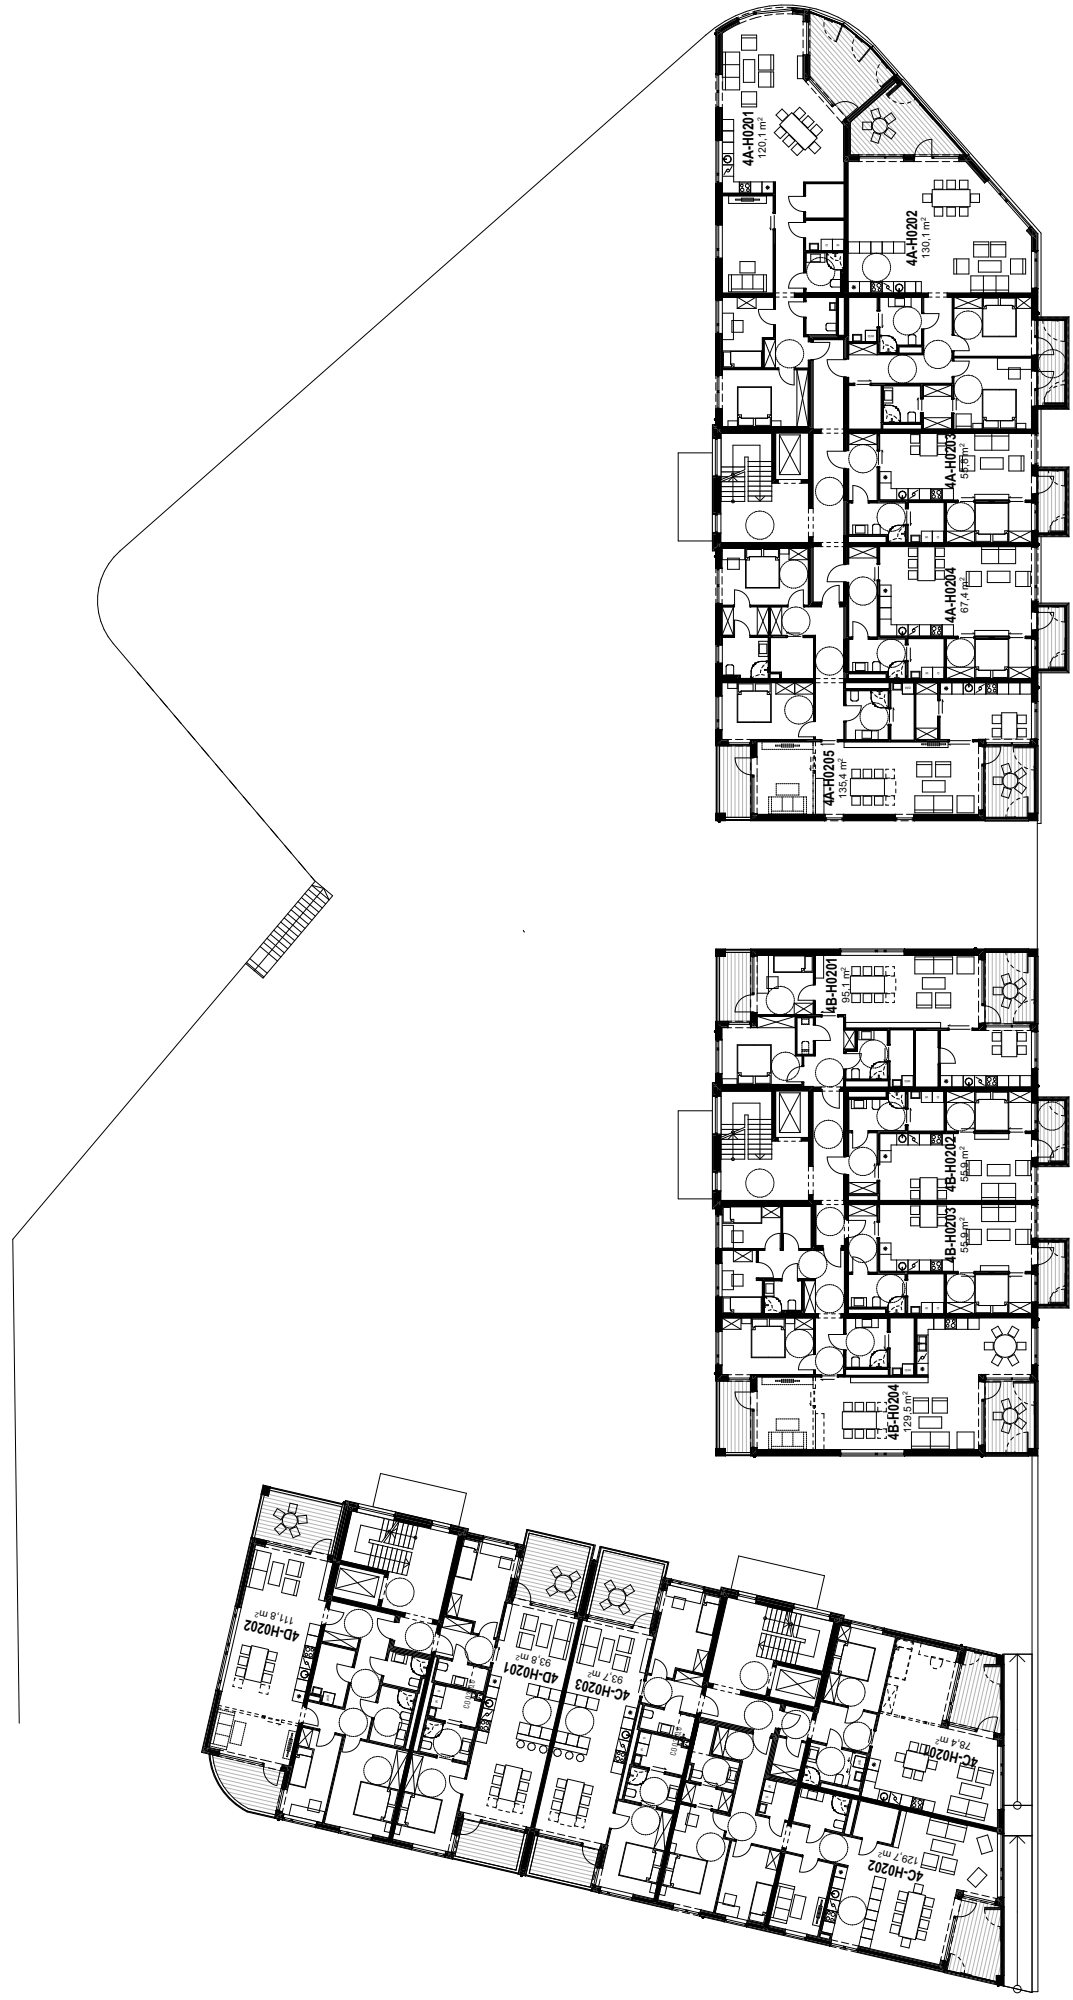 4A-H0201
120,1 m²
4A-H0202
130,1 m²
4A-H0203
55,8 m²
4A-H0204
67,4 m²
4A-H0205
135,4 m²
4B-H0201
95,1 m²
4B-H0202
55,9 m²
4B-H0203
55,9 m²
4B-H0204
129,5 m²
4D-H0202
111,8 m²
4D-H0201
93,8 m²
4C-H0203
93,7 m²
4C-H0201
78,4 m²
4C-H0202
129,7 m²